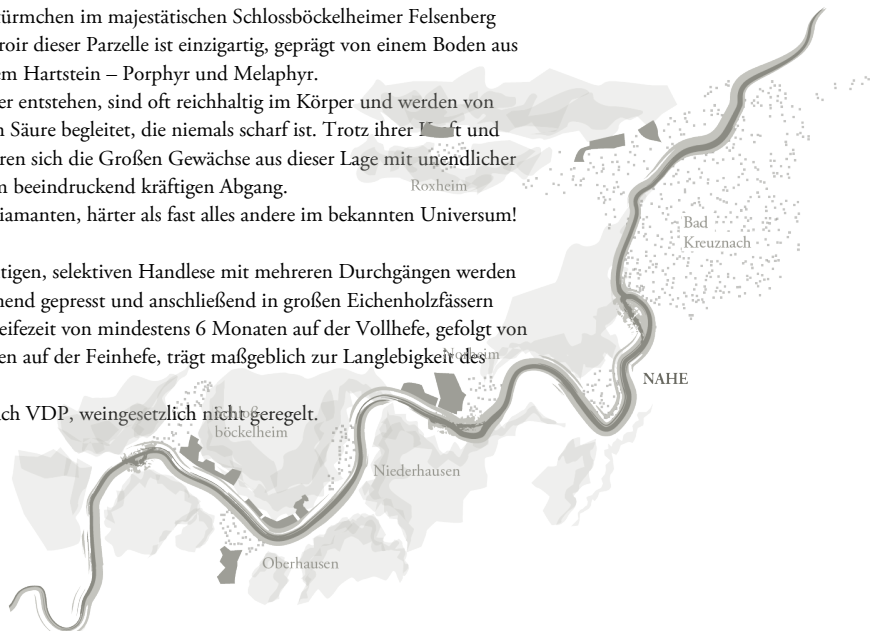 ürmchen im majestätischen Schlossböckelheimer Felsenberg
roir dieser Parzelle ist einzigartig, geprägt von einem Boden aus
em Hartstein – Porphyr und Melaphyr.
er entstehen, sind oft reichhaltig im Körper und werden von
n Säure begleitet, die niemals scharf ist. Trotz ihrer Kraft und
ren sich die Großen Gewächse aus dieser Lage mit unendlicher
m beeindruckend kräftigen Abgang.
iamanten, härter als fast alles andere im bekannten Universum!
tigen, selektiven Handlese mit mehreren Durchgängen werden
hend gepresst und anschließend in großen Eichenholzfässern
eifezeit von mindestens 6 Monaten auf der Vollhefe, gefolgt von
en auf der Feinhefe, trägt maßgeblich zur Langlebigkeit des
ch VDP, weingesetzlich nicht geregelt.
Roxheim
Bad
Kreuznach
Norheim
NAHE
Schloß-
böckelheim
Niederhausen
Oberhausen